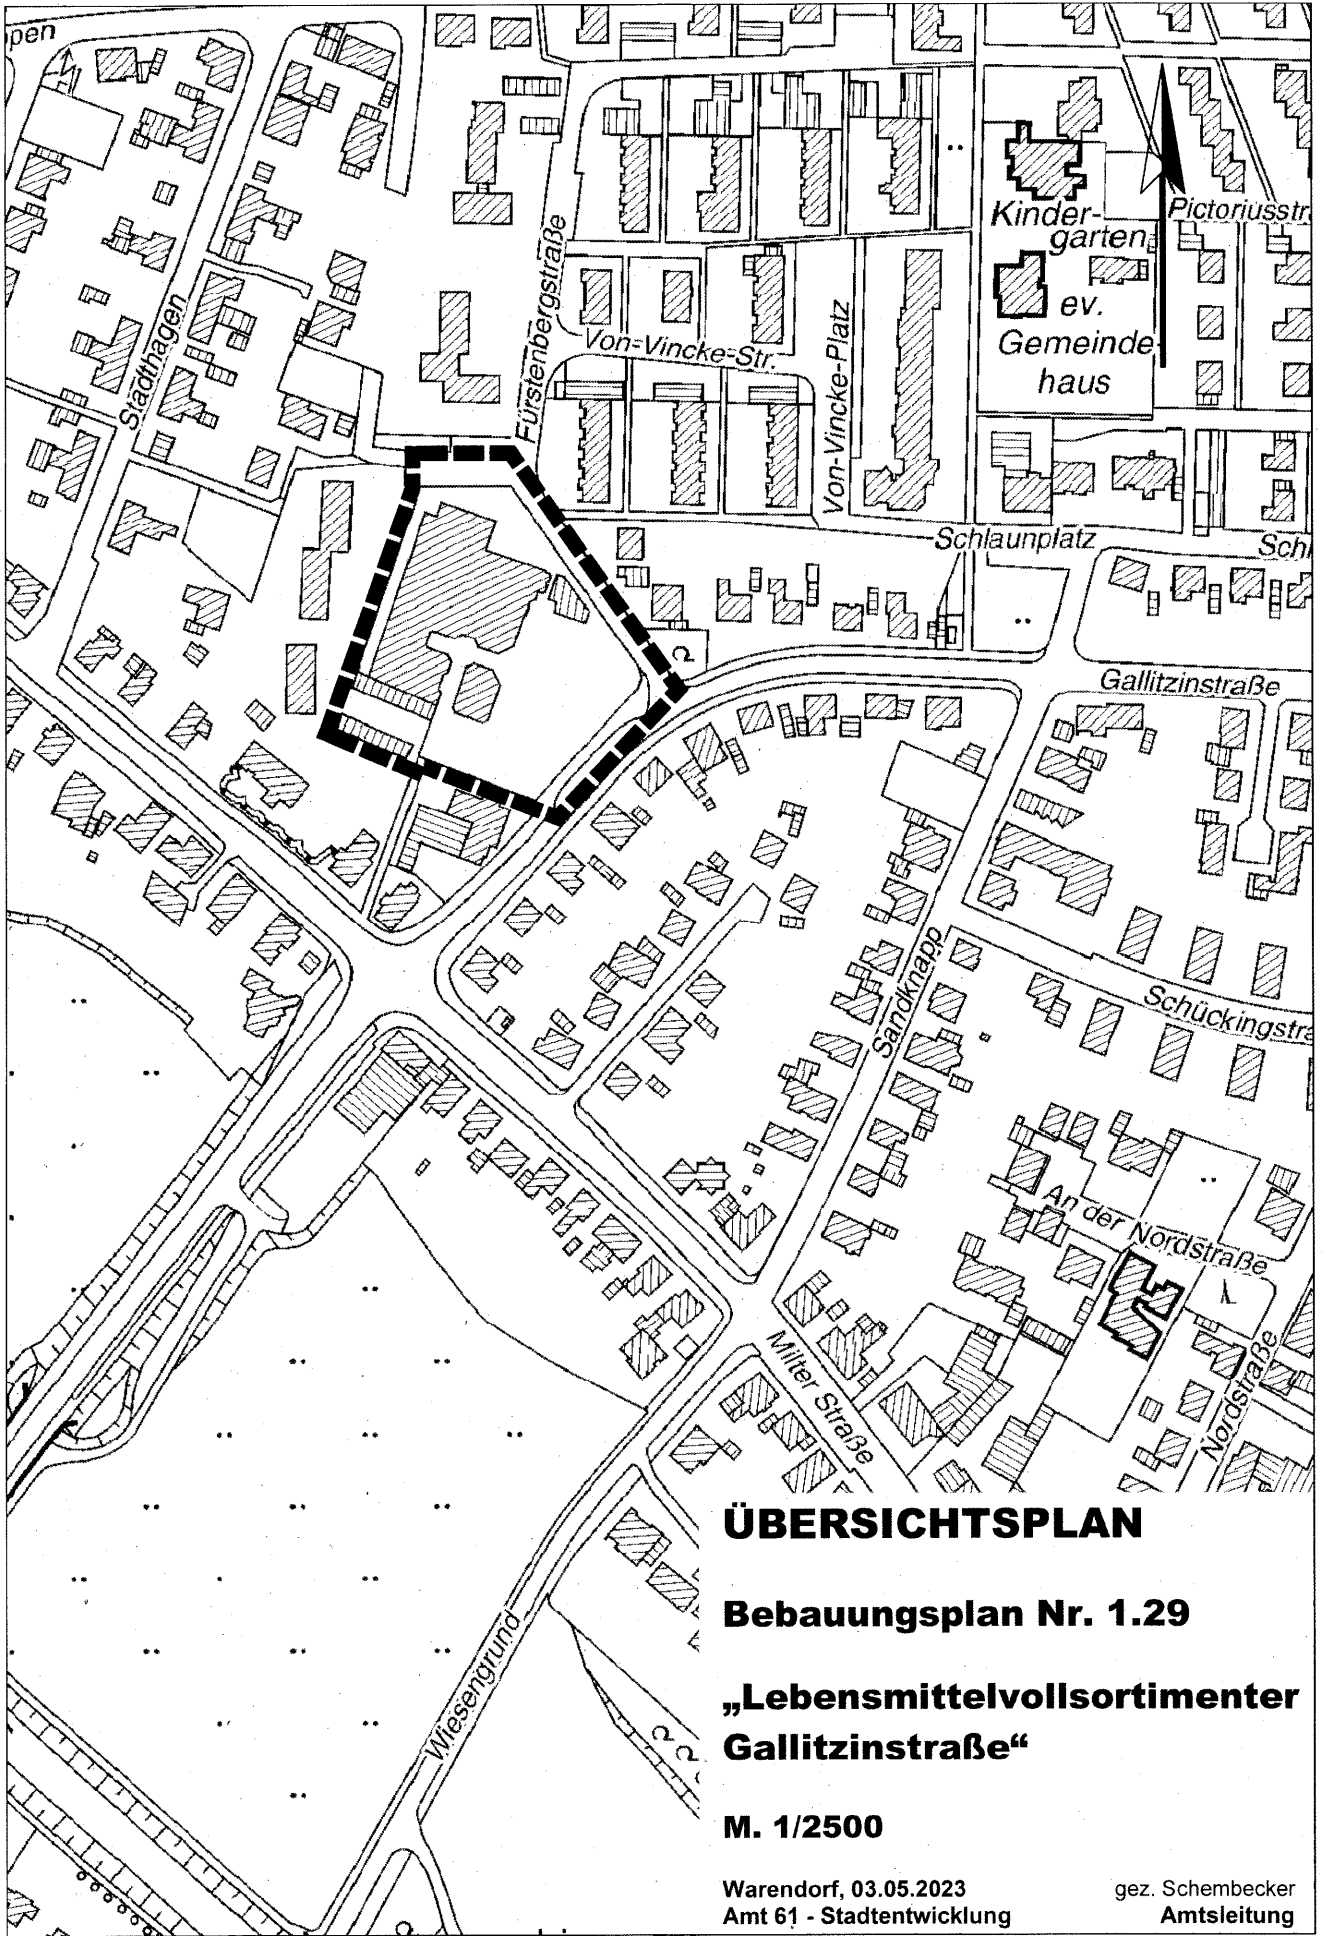 Kinder-
garten
Pictoriusstr.
ev.
Gemeinde
haus
Fürstenbergstraße
Stadthagen
Von-Vincke-Str.
Von-Vincke-Platz
Schlaunplatz
Schl
Gallitzinstraße
Sandknapp
Schückingstra
An der Nordstraße
Nordstraße
Milter Straße
Wiesengrund
ÜBERSICHTSPLAN
Bebauungsplan Nr. 1.29
„Lebensmittelvollsortimenter
Gallitzinstraße“
M. 1/2500
Warendorf, 03.05.2023
gez. Schembecker
Amt 61 - Stadtentwicklung
Amtsleitung